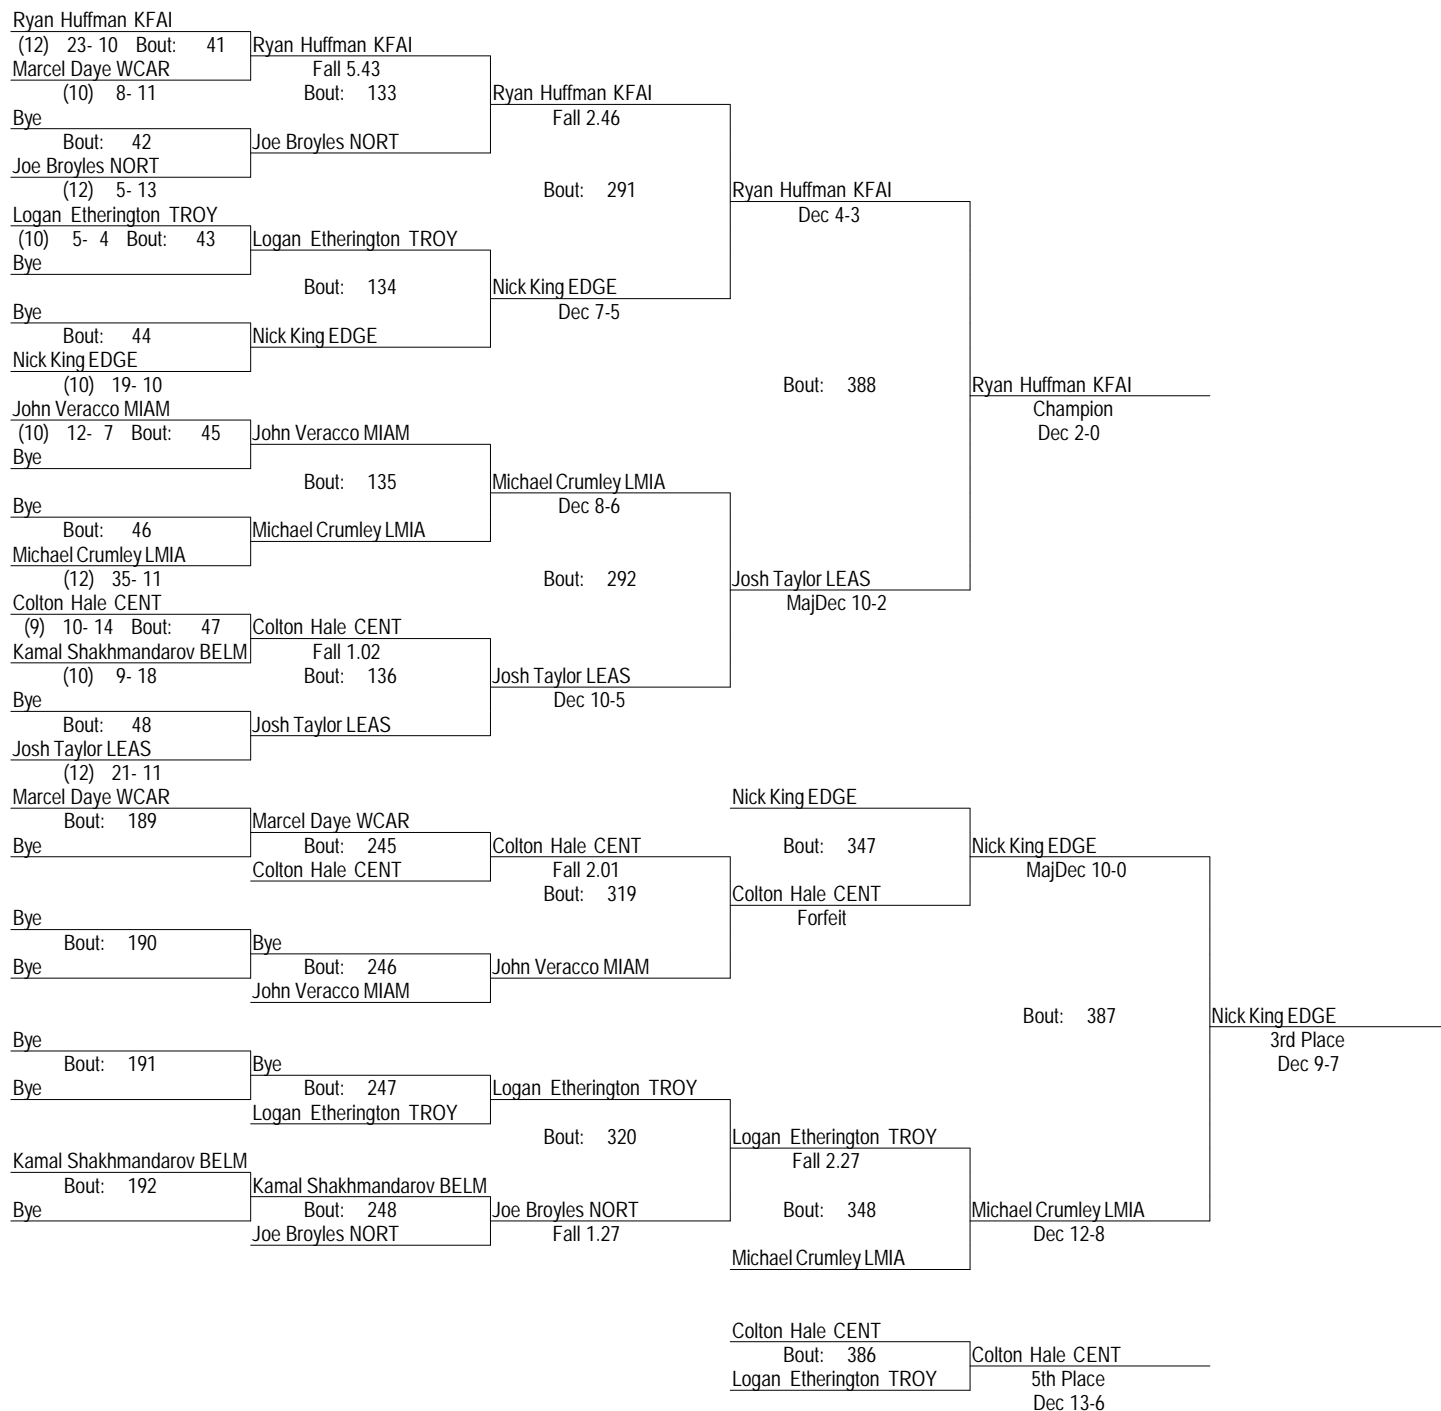 Ryan Huffman KFAI
(12) 23- 10 Bout: 41 Ryan Huffman KFAI
Marcel Daye WCAR Fall 5.43
(10) 8- 11 Bout: 133 Ryan Huffman KFAI
Bye Fall 2.46
Bout: 42 Joe Broyles NORT
Joe Broyles NORT
(12) 5- 13 Bout: 291 Ryan Huffman KFAI
Logan Etherington TROY Dec 4-3
(10) 5- 4 Bout: 43 Logan Etherington TROY
Bye
Bout: 134 Nick King EDGE
Bye Dec 7-5
Bout: 44 Nick King EDGE
Nick King EDGE
(10) 19- 10 Bout: 388 Ryan Huffman KFAI
John Veracco MIAM Champion
(10) 12- 7 Bout: 45 John Veracco MIAM Dec 2-0
Bye
Bout: 135 Michael Crumley LMIA
Bye Dec 8-6
Bout: 46 Michael Crumley LMIA
Michael Crumley LMIA
(12) 35- 11 Bout: 292 Josh Taylor LEAS
Colton Hale CENT MajDec 10-2
(9) 10- 14 Bout: 47 Colton Hale CENT
Kamal Shakhmandarov BELM Fall 1.02
(10) 9- 18 Bout: 136 Josh Taylor LEAS
Bye Dec 10-5
Bout: 48 Josh Taylor LEAS
Josh Taylor LEAS
(12) 21- 11
Marcel Daye WCAR Nick King EDGE
Bout: 189 Marcel Daye WCAR
Bye Bout: 245 Colton Hale CENT Bout: 347 Nick King EDGE
Colton Hale CENT Fall 2.01 MajDec 10-0
Bout: 319 Colton Hale CENT
Bye Forfeit
Bout: 190 Bye
Bye Bout: 246 John Veracco MIAM
John Veracco MIAM
Bout: 387 Nick King EDGE
Bye 3rd Place
Bout: 191 Bye Dec 9-7
Bye Bout: 247 Logan Etherington TROY
Logan Etherington TROY
Bout: 320 Logan Etherington TROY
Kamal Shakhmandarov BELM Fall 2.27
Bout: 192 Kamal Shakhmandarov BELM
Bye Bout: 248 Joe Broyles NORT Bout: 348 Michael Crumley LMIA
Joe Broyles NORT Fall 1.27 Dec 12-8
Michael Crumley LMIA
Colton Hale CENT
Bout: 386 Colton Hale CENT
Logan Etherington TROY 5th Place
Dec 13-6